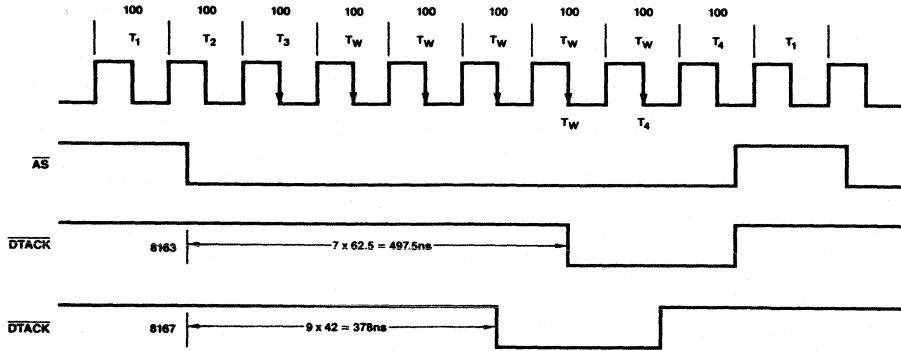 100 100 100 100 100 100 100 100 100
T1 T2 T3 TW TW TW TW TW T4 T1
TW T4
AS
DTACK 8163 7 x 62.5 = 497.5ns
DTACK 8167 9 x 42 = 378ns